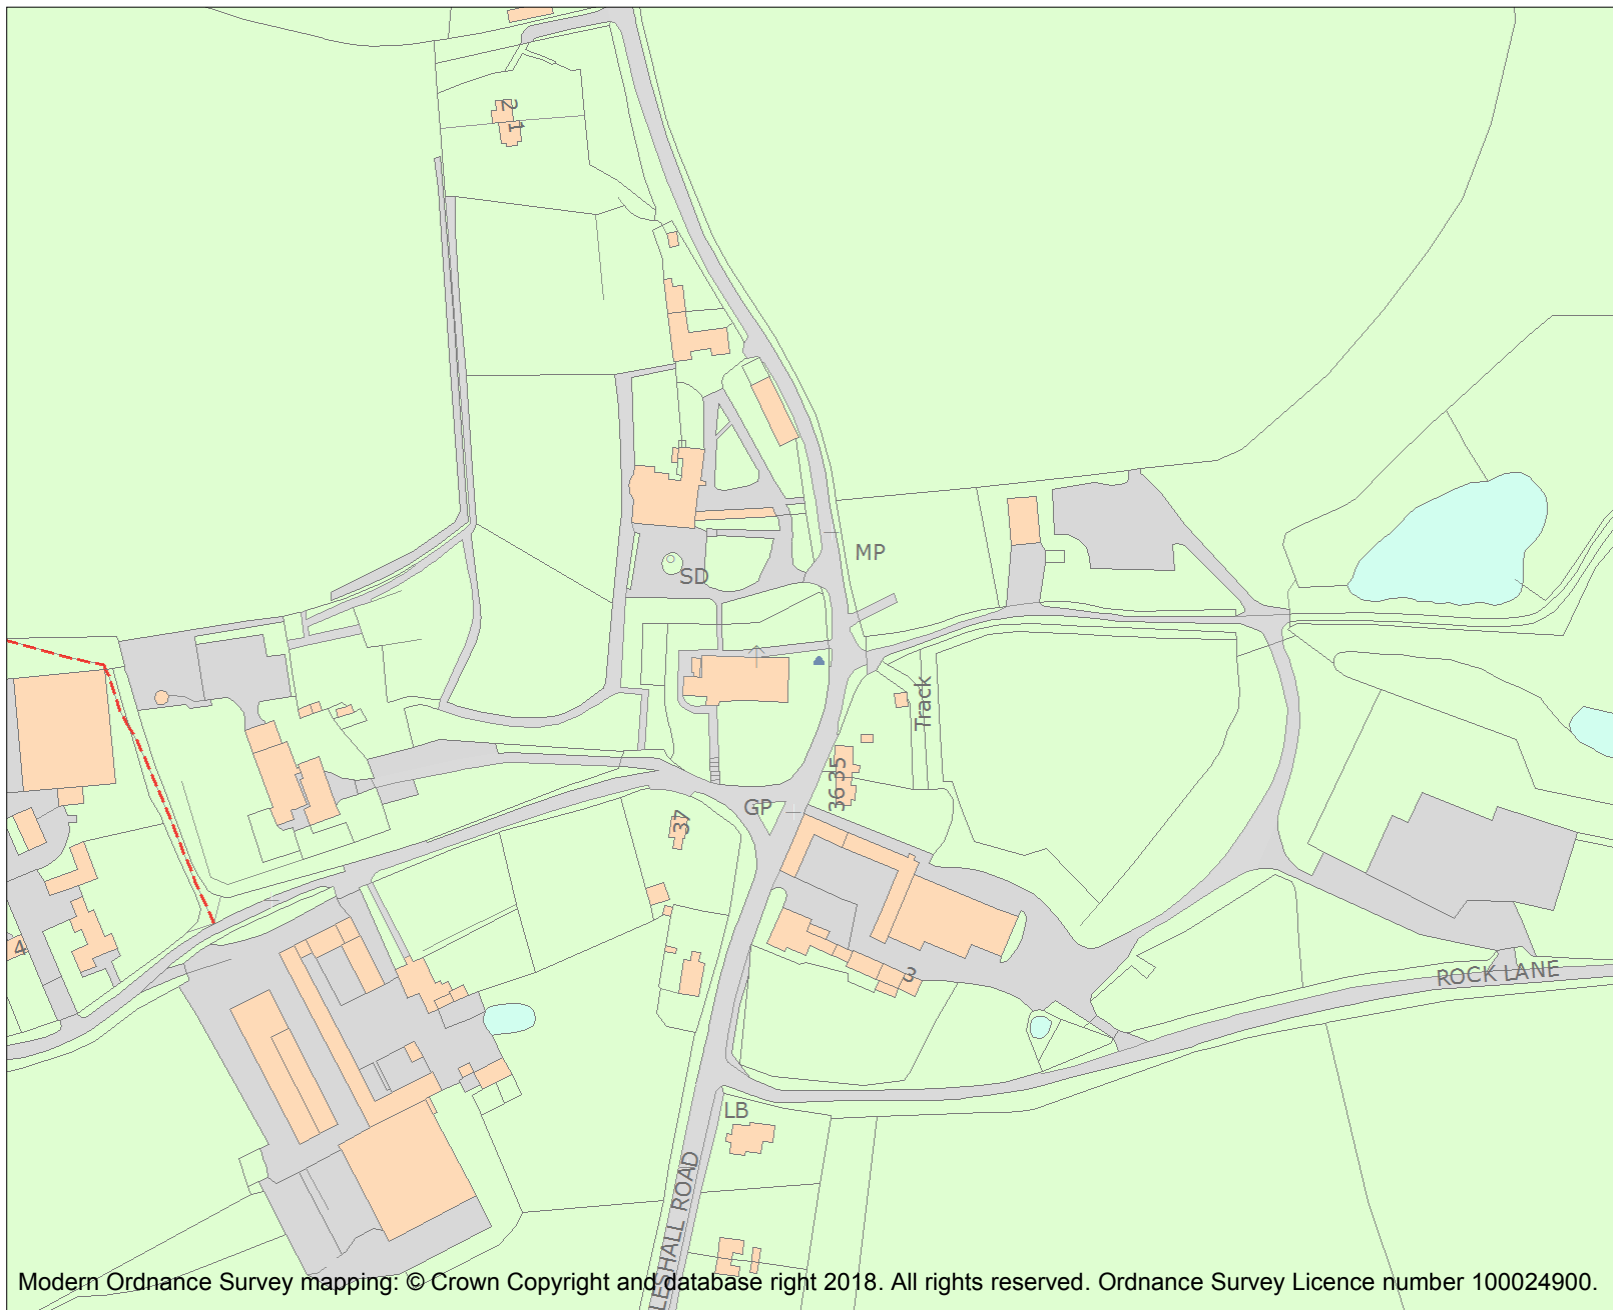 2
1
MP
SD
Track
36 35
GP
37
4
3
ROCK LANE
LB
LESHALL ROAD
Modern Ordnance Survey mapping: © Crown Copyright and database right 2018. All rights reserved. Ordnance Survey Licence number 100024900.